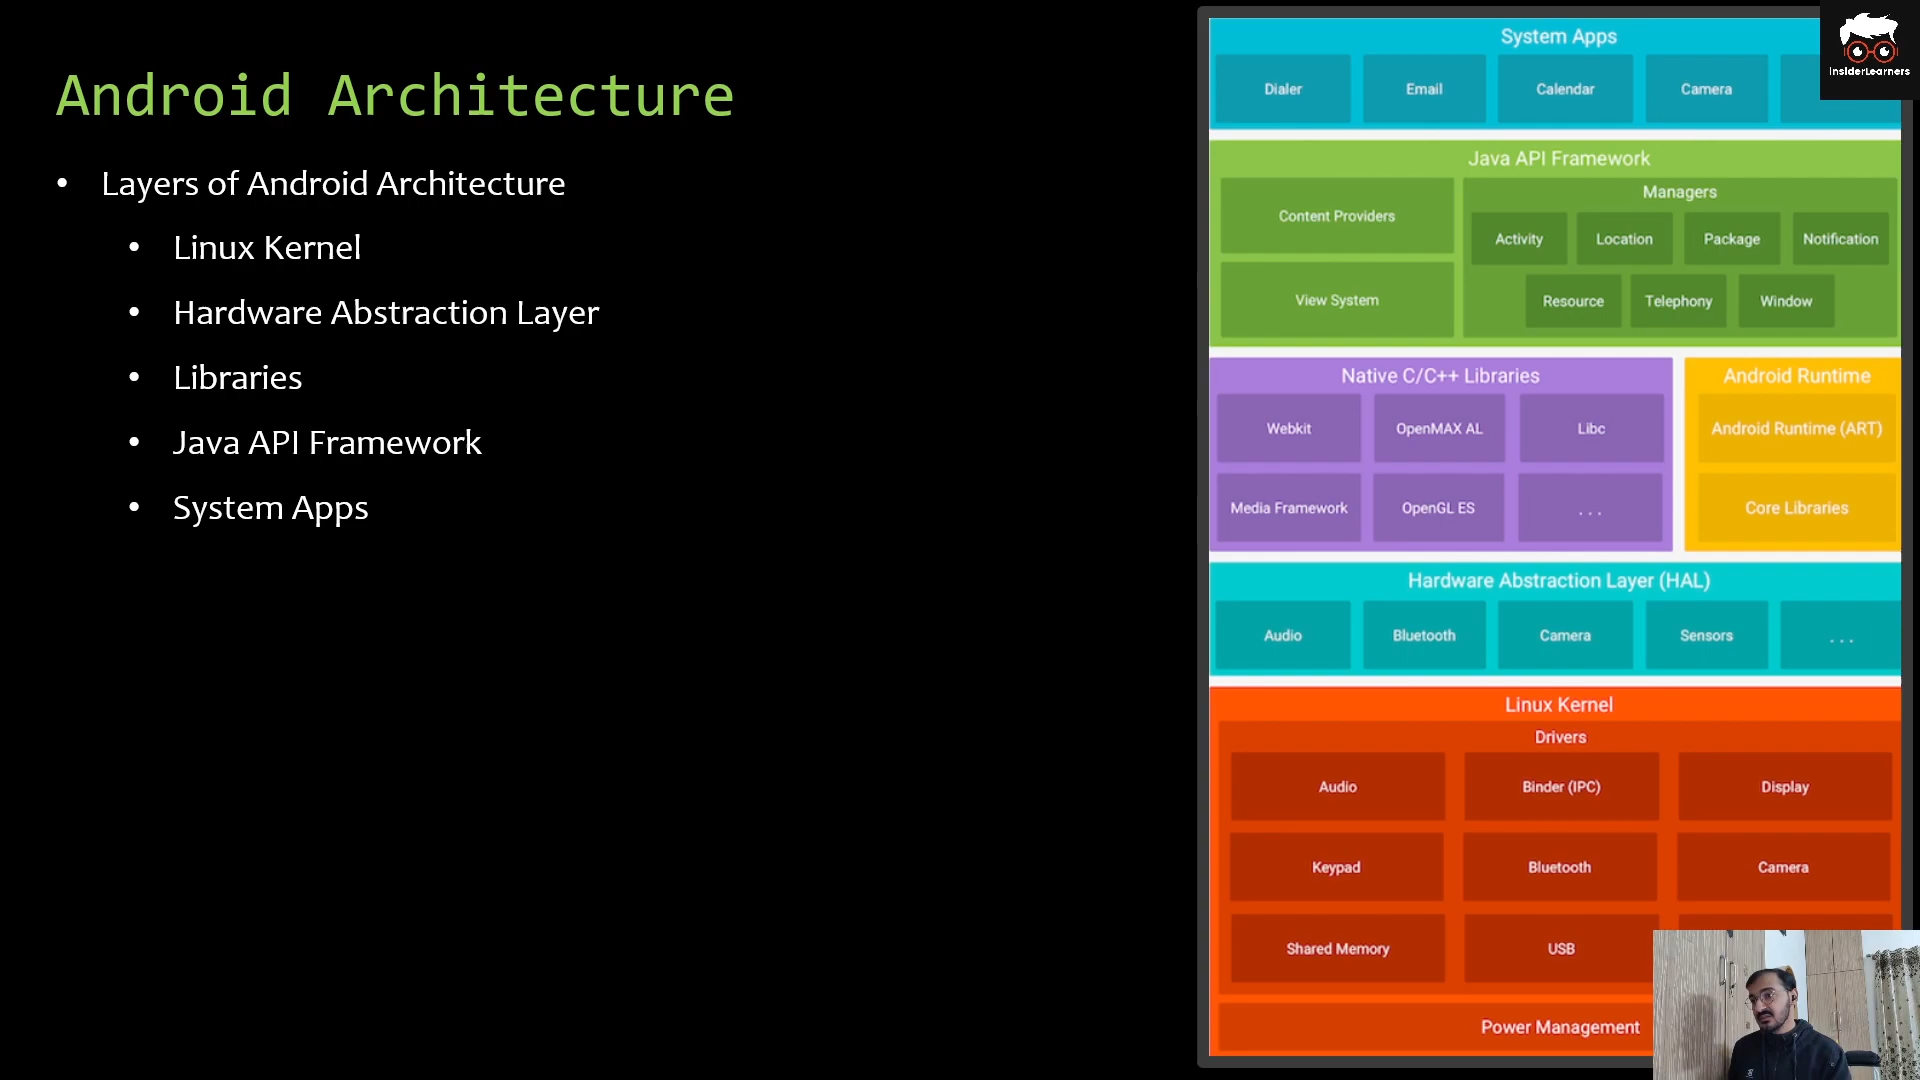 Android Architecture
Layers of Android Architecture
Linux Kernel
Hardware Abstraction Layer
Libraries
Java API Framework
System Apps
System Apps
Dialer
Email
Calendar
Camera
InsiderLearners
Java API Framework
Content Providers
View System
Managers
Activity
Location
Package
Notification
Resource
Telephony
Window
Native C/C++ Libraries
Webkit
OpenMAX AL
Libc
Media Framework
OpenGL ES
. . .
Android Runtime
Android Runtime (ART)
Core Libraries
Hardware Abstraction Layer (HAL)
Audio
Bluetooth
Camera
Sensors
. . .
Linux Kernel
Drivers
Audio
Binder (IPC)
Display
Keypad
Bluetooth
Camera
Shared Memory
USB
Power Management